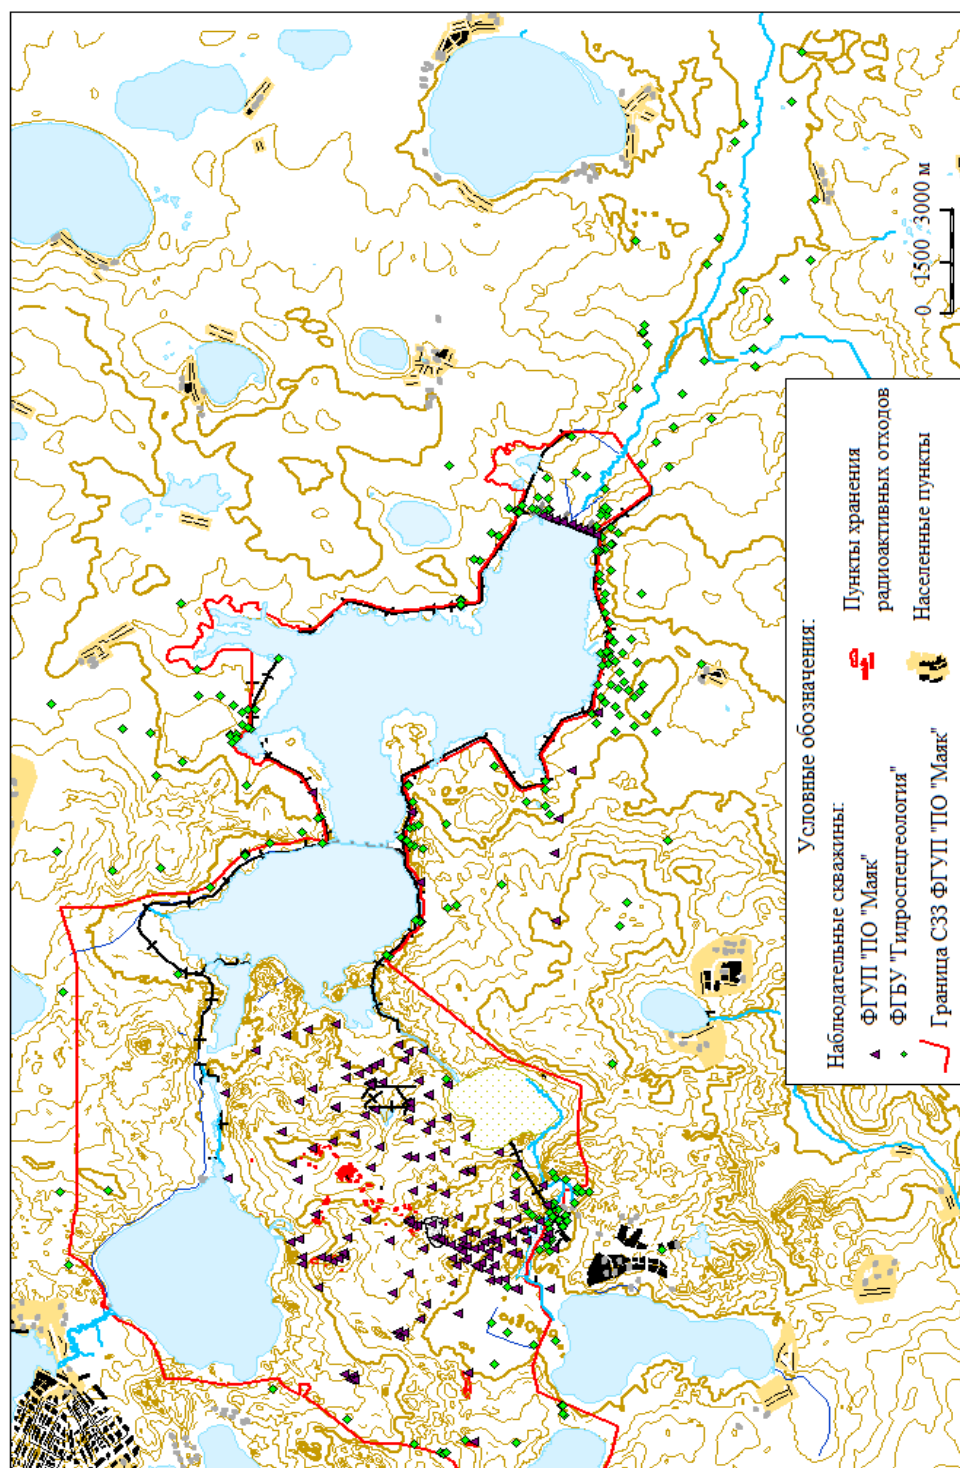 Условные обозначения:
Наблюдательные скважины:
ФГУП "ПО "Маяк"
ФГБУ "Гидроспецгеология"
Граница СЗЗ ФГУП "ПО "Маяк"
Пункты хранения
радиоактивных отходов
Населенные пункты
0 1500 3000 м